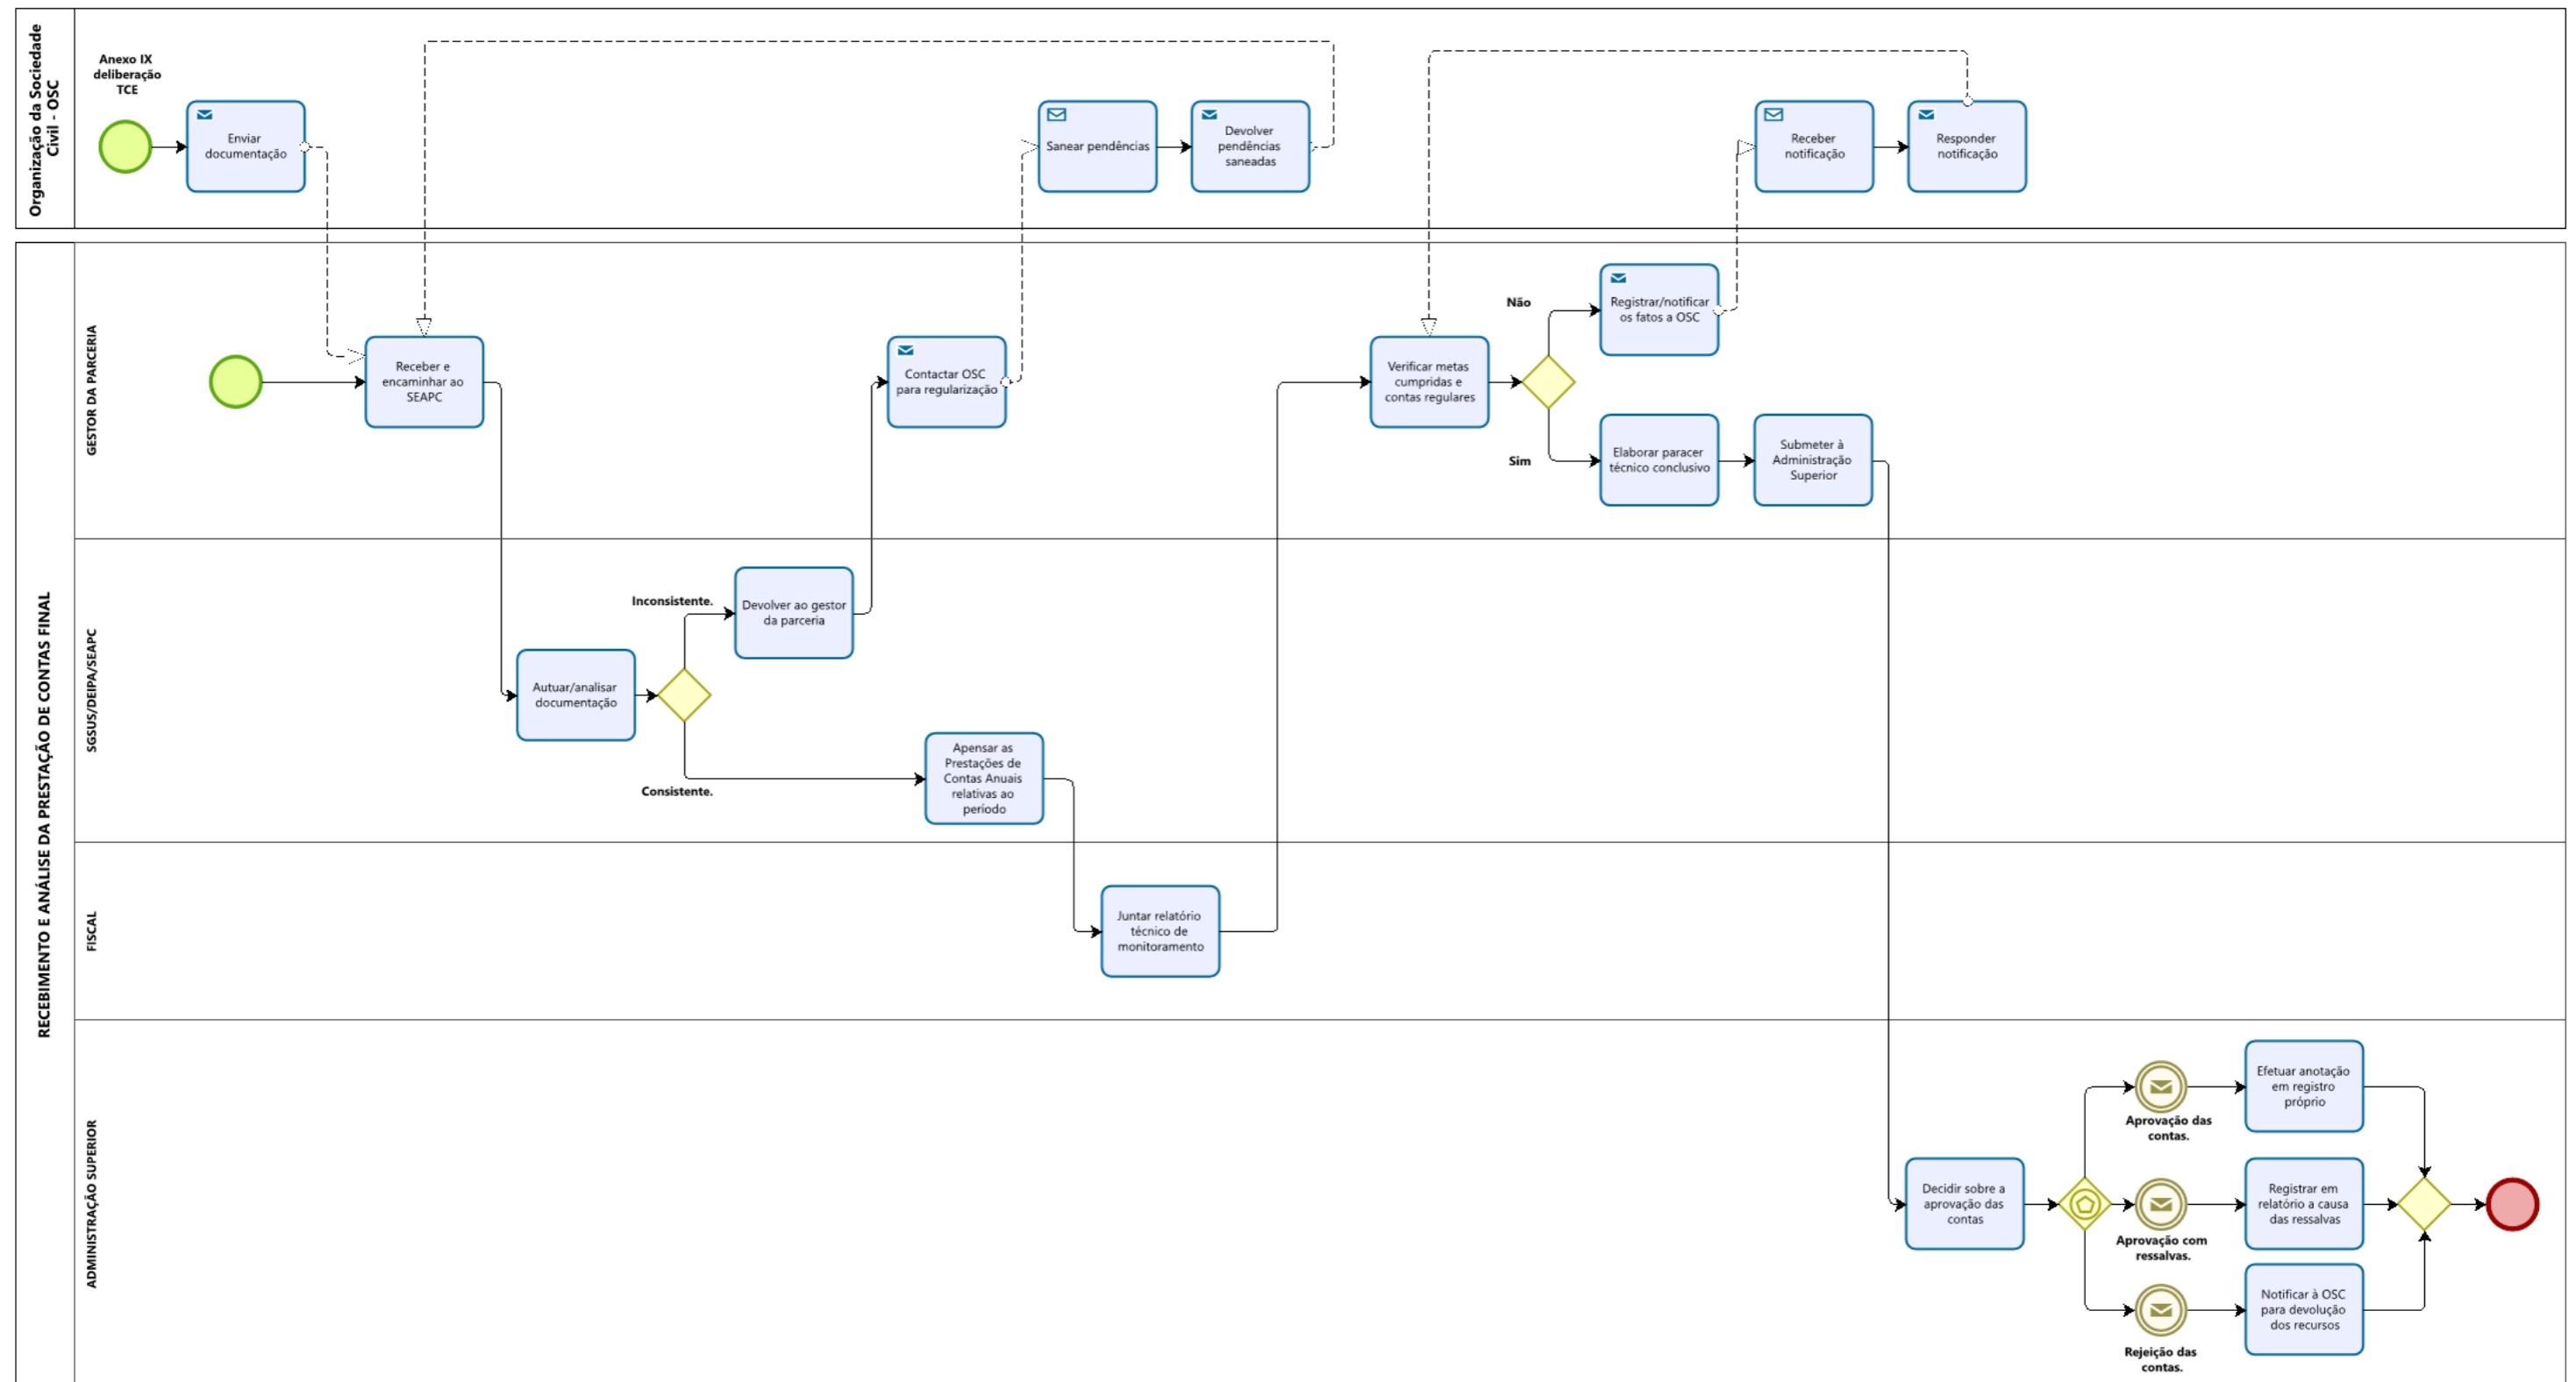 Organização da Sociedade
Civil - OSC
Anexo IX
deliberação
TCE
Enviar
documentação
Sanear pendências
Devolver
pendências
saneadas
Receber
notificação
Responder
notificação
RECEBIMENTO E ANÁLISE DA PRESTAÇÃO DE CONTAS FINAL
GESTOR DA PARCERIA
Receber e
encaminhar ao
SEAPC
Contactar OSC
para regularização
Verificar metas
cumpridas e
contas regulares
Não
Registrar/notificar
os fatos a OSC
Sim
Elaborar paracer
técnico conclusivo
Submeter à
Administração
Superior
SGSUS/DEIPA/SEAPC
Autuar/analisar
documentação
Inconsistente.
Devolver ao gestor
da parceria
Consistente.
Apensar as
Prestações de
Contas Anuais
relativas ao
período
FISCAL
Juntar relatório
técnico de
monitoramento
ADMINISTRAÇÃO SUPERIOR
Decidir sobre a
aprovação das
contas
Aprovação das
contas.
Efetuar anotação
em registro
próprio
Aprovação com
ressalvas.
Registrar em
relatório a causa
das ressalvas
Rejeição das
contas.
Notificar à OSC
para devolução
dos recursos